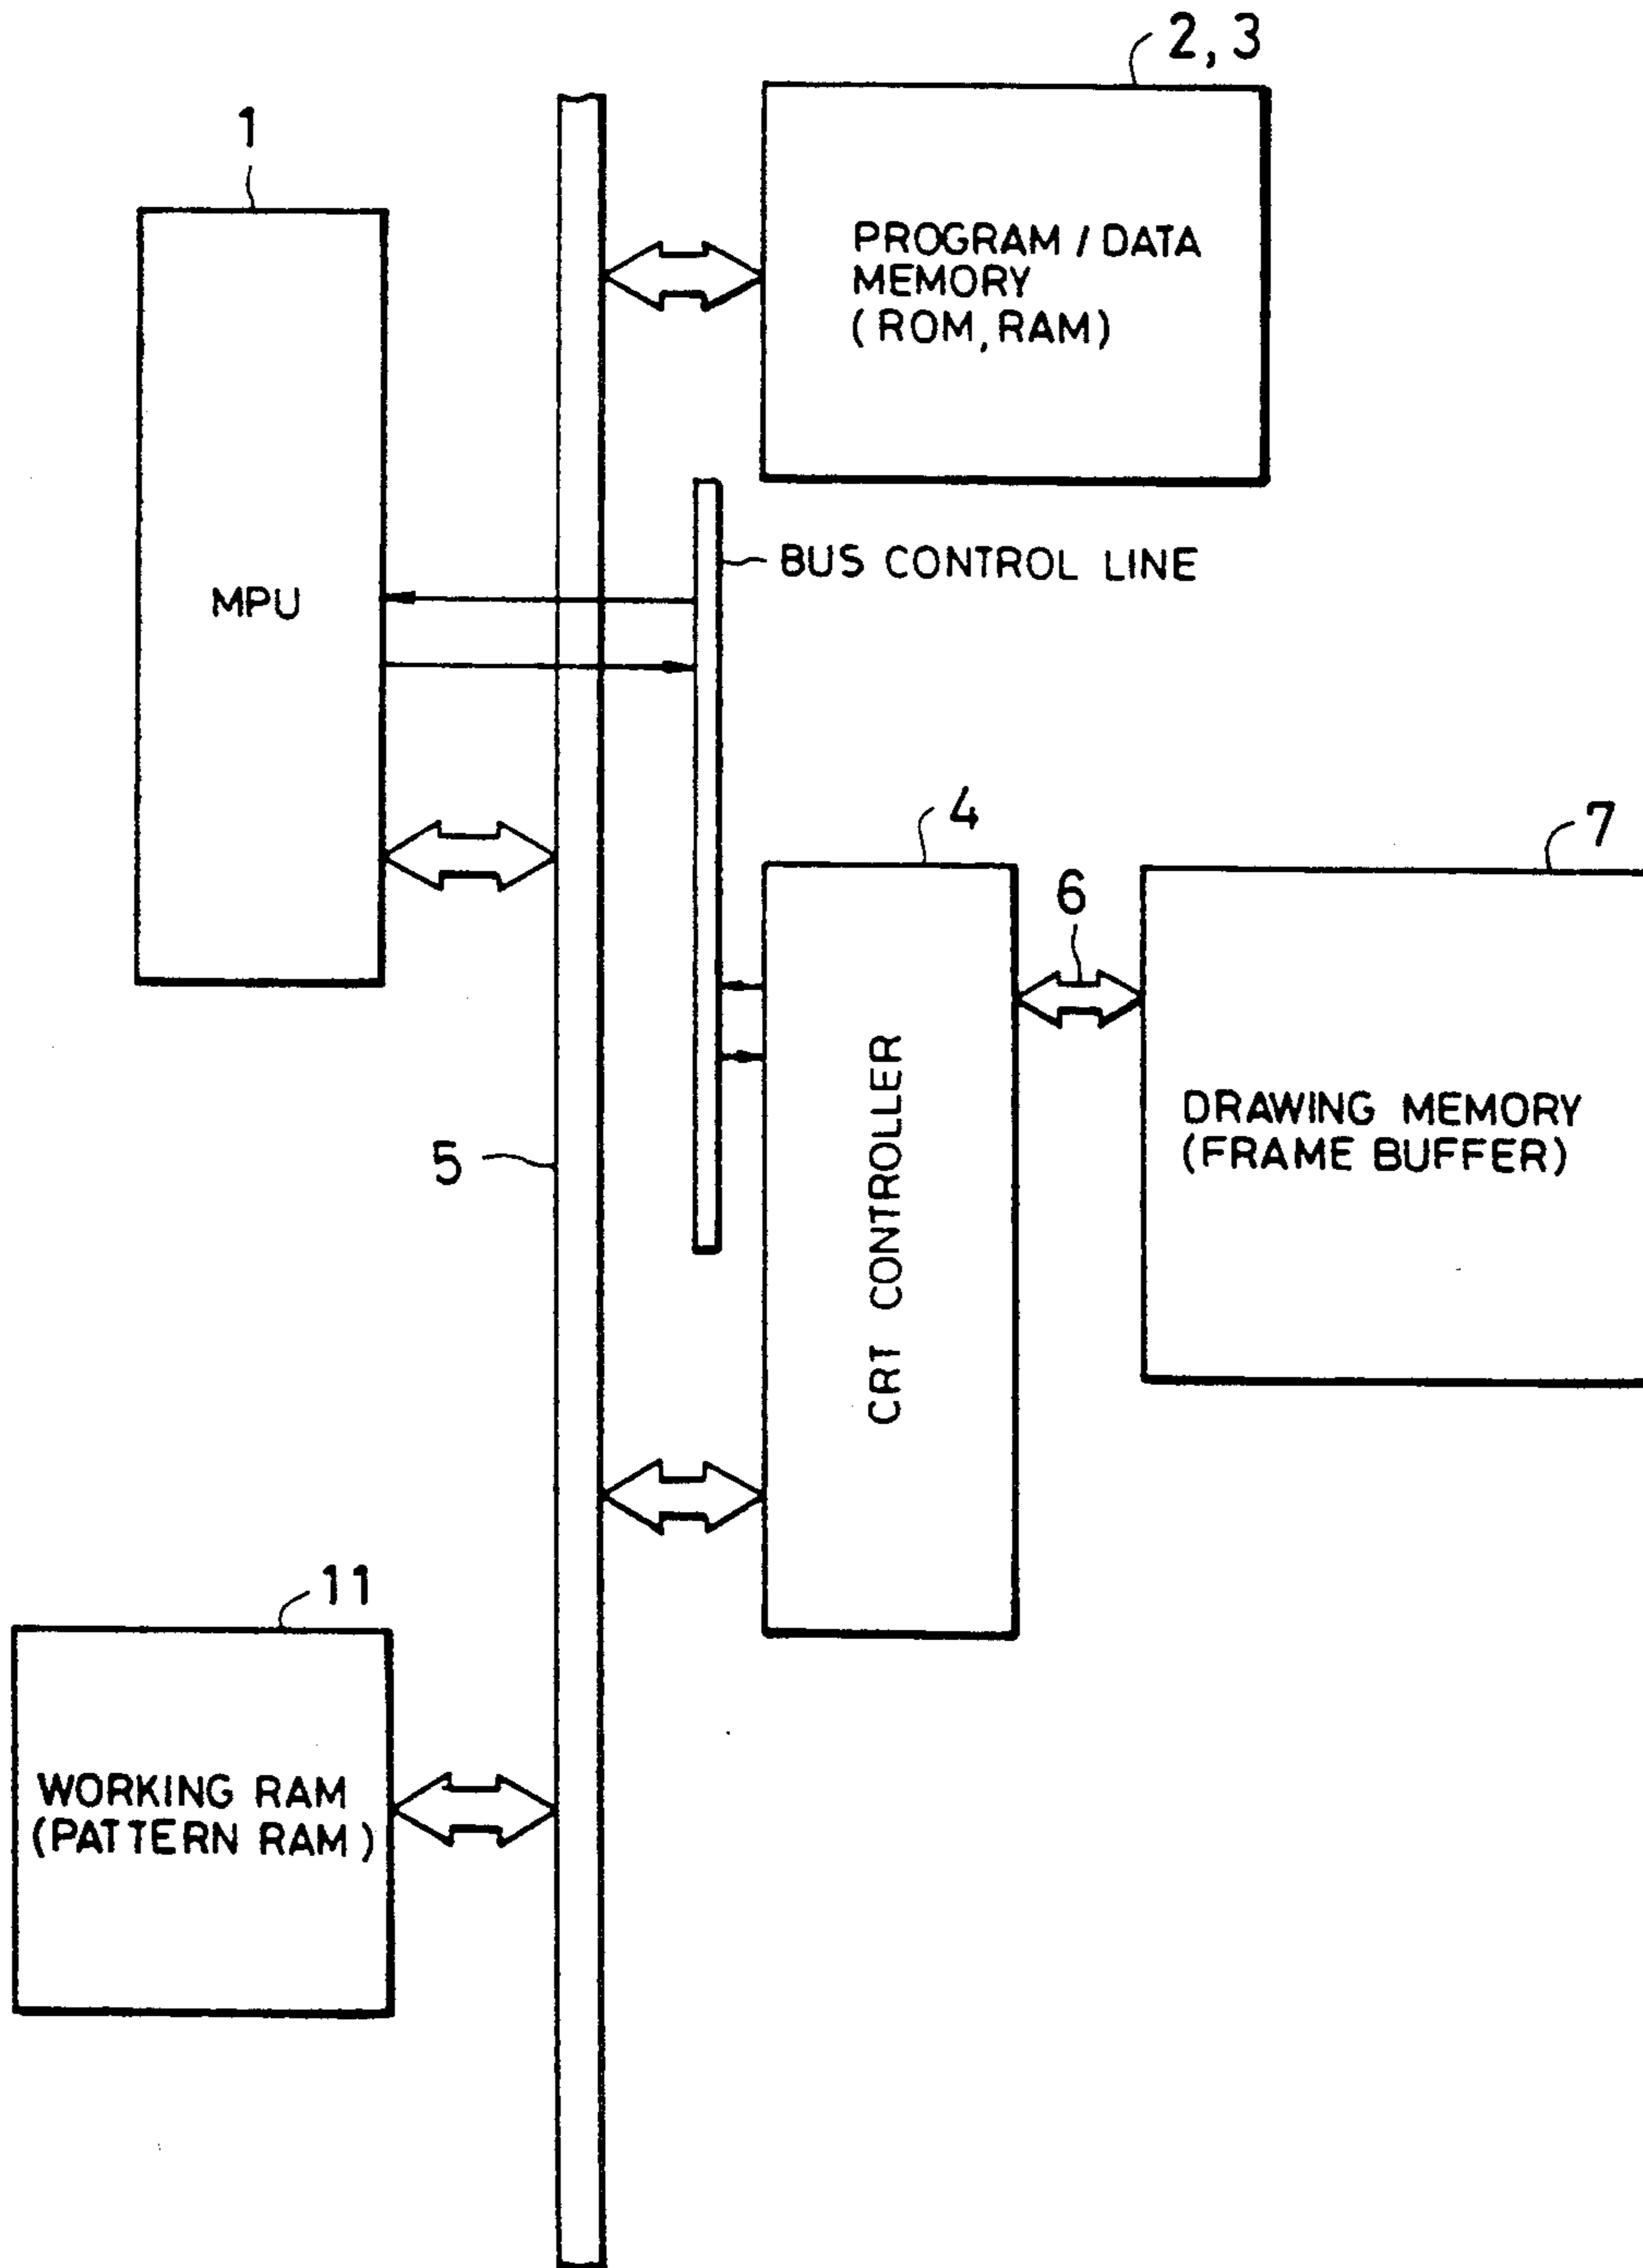 2, 3
1
PROGRAM / DATA
MEMORY
(ROM, RAM)
BUS CONTROL LINE
MPU
4
7
6
DRAWING MEMORY
(FRAME BUFFER)
CRT CONTROLLER
5
11
WORKING RAM
(PATTERN RAM)